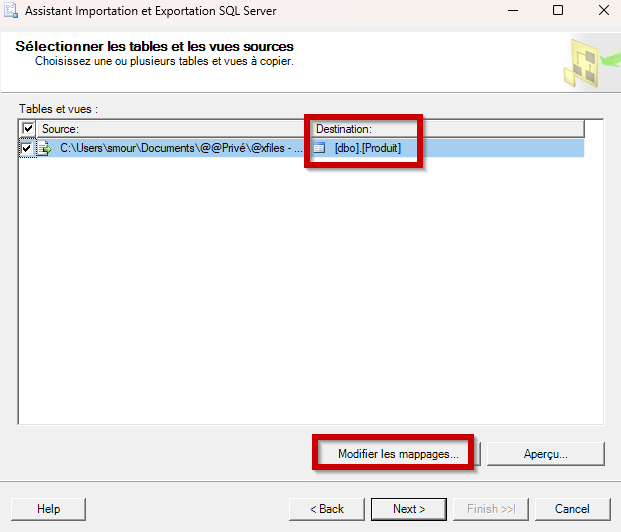 Assistant Importation et Exportation SQL Server
Sélectionner les tables et les vues sources
Choisissez une ou plusieurs tables et vues à copier.
Tables et vues :
Source: Destination:
C:\Users\smour\Documents\@@Privé\@xfiles - ... [dbo].[Produit]
Modifier les mappages... Aperçu...
Help < Back Next > Finish >>| Cancel